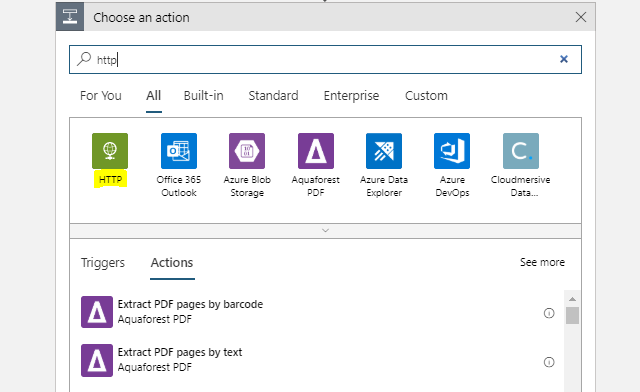 Choose an action
http
For You All Built-in Standard Enterprise Custom
HTTP
Office 365
Outlook
Azure Blob
Storage
Aquaforest
PDF
Azure Data
Explorer
Azure
DevOps
C.
Cloudmersive
Data...
Triggers Actions See more
Extract PDF pages by barcode
Aquaforest PDF
Extract PDF pages by text
Aquaforest PDF